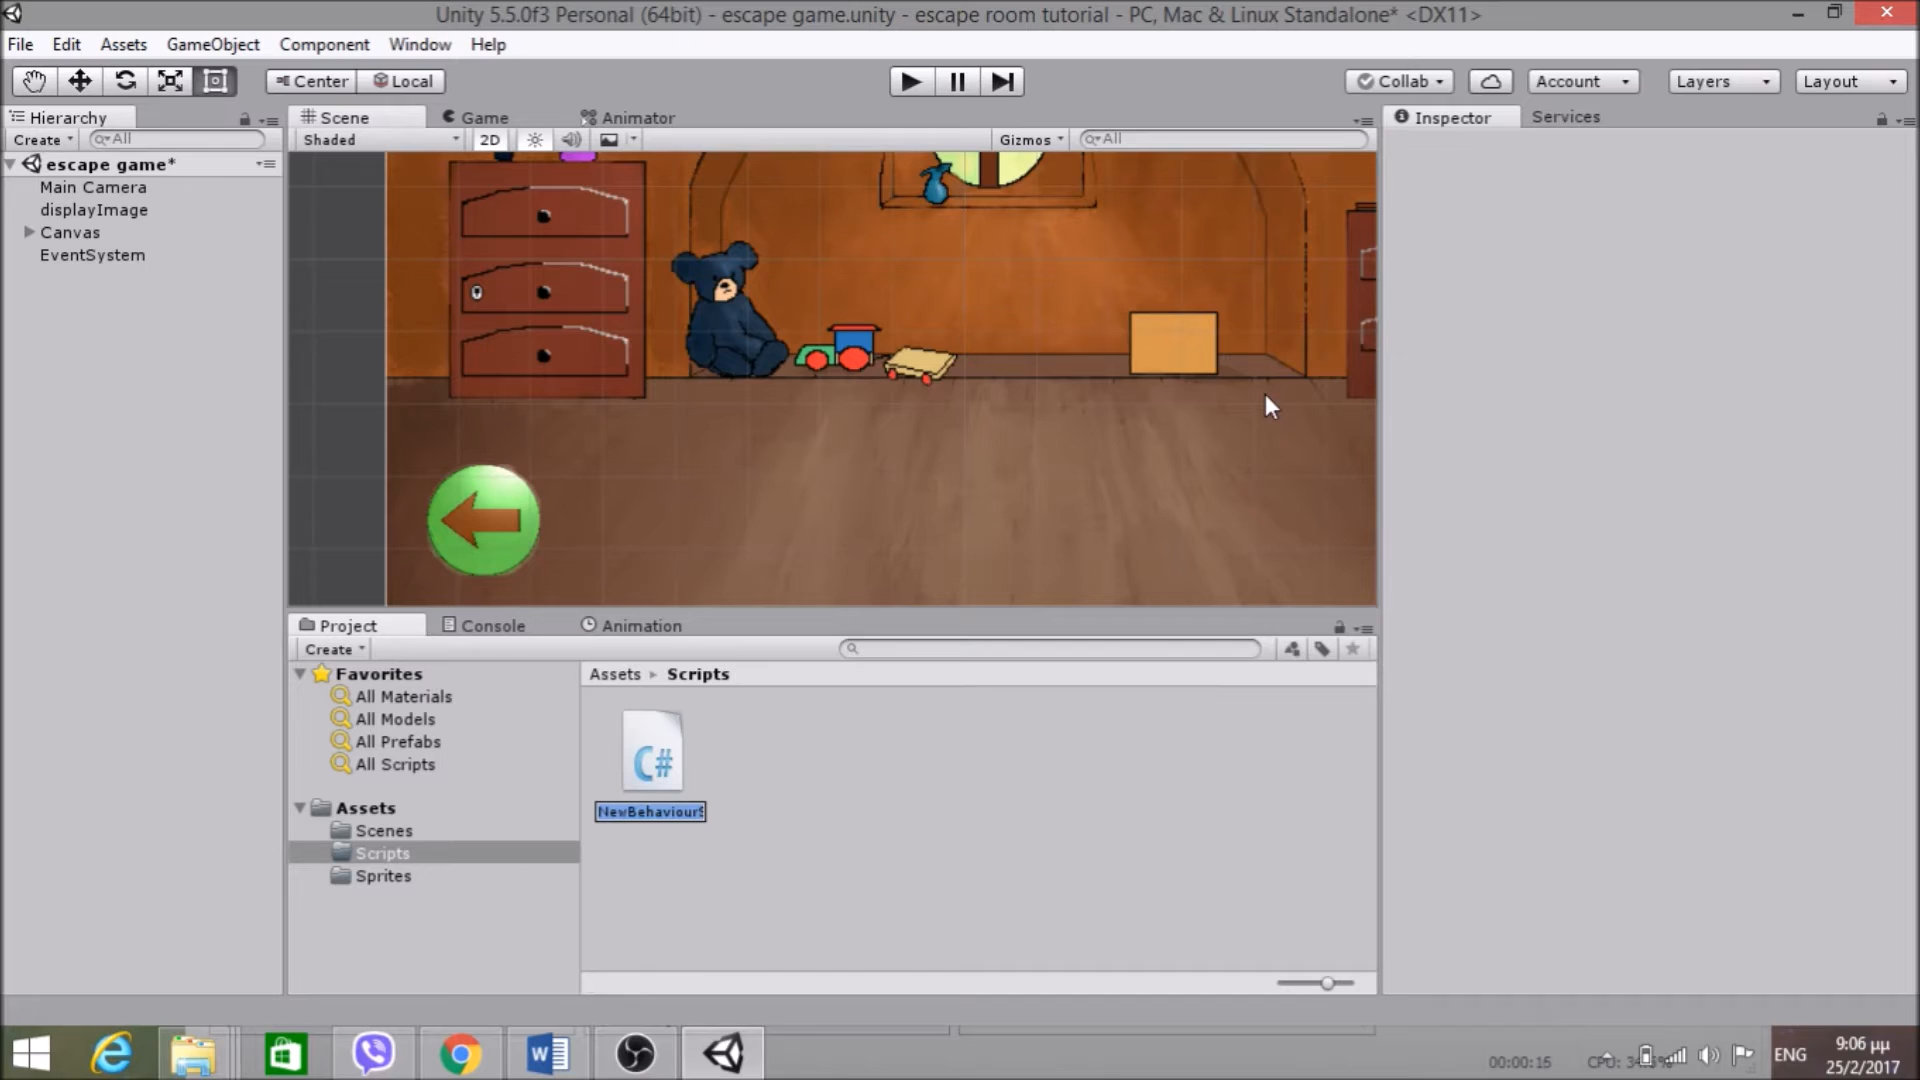 Unity 5.5.0f3 Personal (64bit) - escape game.unity - escape room tutorial - PC, Mac & Linux Standalone* <DX11>
File Edit Assets GameObject Component Window Help
Center Local Collab Account Layers Layout
Hierarchy Scene Game Animator Inspector Services
Create All Shaded 2D Gizmos All
escape game*
Main Camera
displayImage
Canvas
EventSystem
Project Console Animation
Create
Favorites Assets Scripts
All Materials
All Models
All Prefabs
All Scripts
C#
NewBehaviourS
Assets
Scenes
Scripts
Sprites
00:00:16 ENG 9:06 μμ
25/2/2017